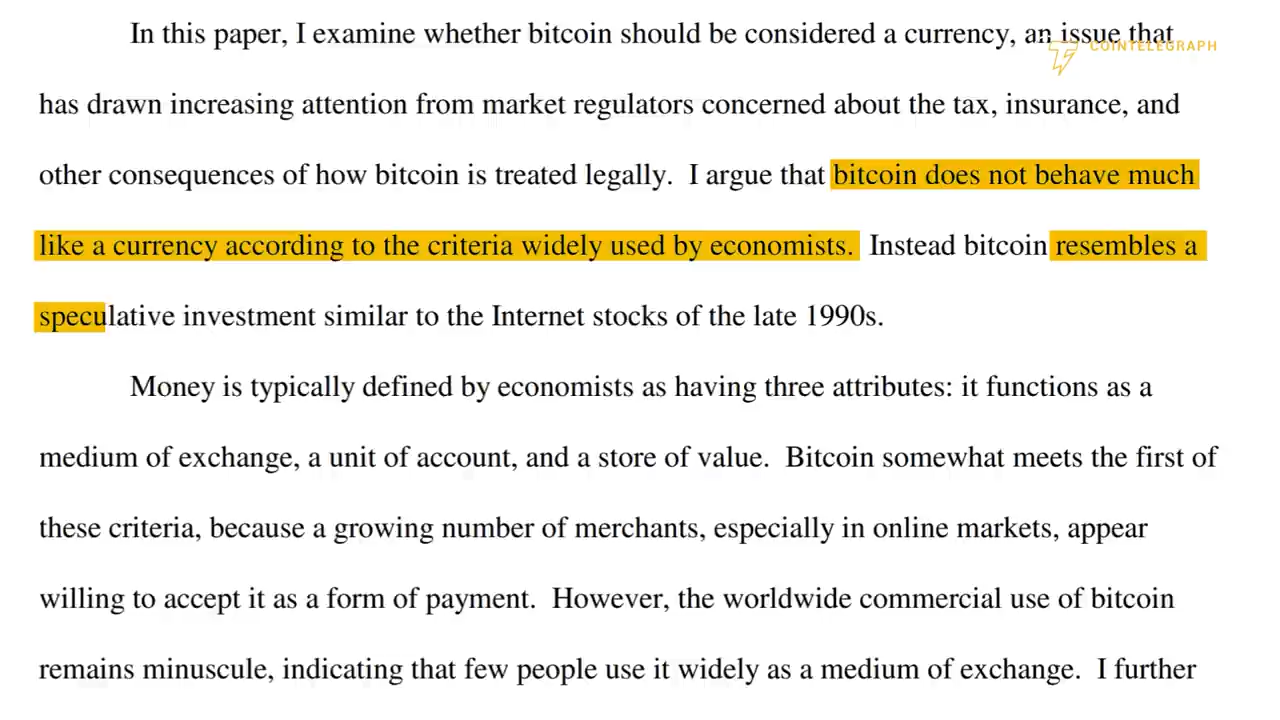 In this paper, I examine whether bitcoin should be considered a currency, an issue that
COINTELEGRAPH
has drawn increasing attention from market regulators concerned about the tax, insurance, and
other consequences of how bitcoin is treated legally.  I argue that bitcoin does not behave much
like a currency according to the criteria widely used by economists.  Instead bitcoin resembles a
speculative investment similar to the Internet stocks of the late 1990s.
Money is typically defined by economists as having three attributes: it functions as a
medium of exchange, a unit of account, and a store of value.  Bitcoin somewhat meets the first of
these criteria, because a growing number of merchants, especially in online markets, appear
willing to accept it as a form of payment.  However, the worldwide commercial use of bitcoin
remains minuscule, indicating that few people use it widely as a medium of exchange.  I further